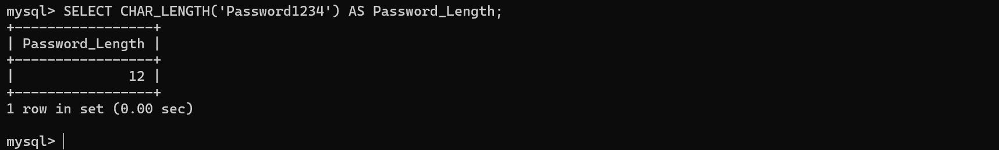 mysql> SELECT CHAR_LENGTH('Password1234') AS Password_Length;
+-----------------+
| Password_Length |
+-----------------+
|              12 |
+-----------------+
1 row in set (0.00 sec)
mysql>